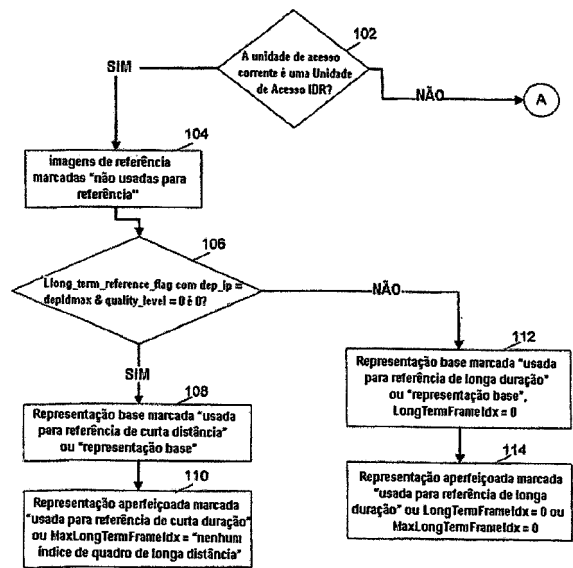 102
A unidade de acesso
corrente é uma Unidade
de Acesso IDR?
SIM
NÃO
A
104
imagens de referência
marcadas "não usadas para
referência"
106
Llong_term_reference_flag com dep_ip =
depIdmax & quality_level = 0 é 0?
NÃO
SIM
112
Representação base marcada "usada
para referência de longa duração"
ou "representação base",
LongTermFrameIdx = 0
108
Representação base marcada "usada
para referência de curta distância"
ou "representação base"
110
Representação aperfeiçoada marcada
"usada para referência de curta duração"
ou MaxLongTermFrameIdx = "nenhum
índice de quadro de longa distância"
114
Representação aperfeiçoada marcada
"usada para referência de longa
duração" ou LongTermFrameIdx = 0 ou
MaxLongTermFrameIdx = 0